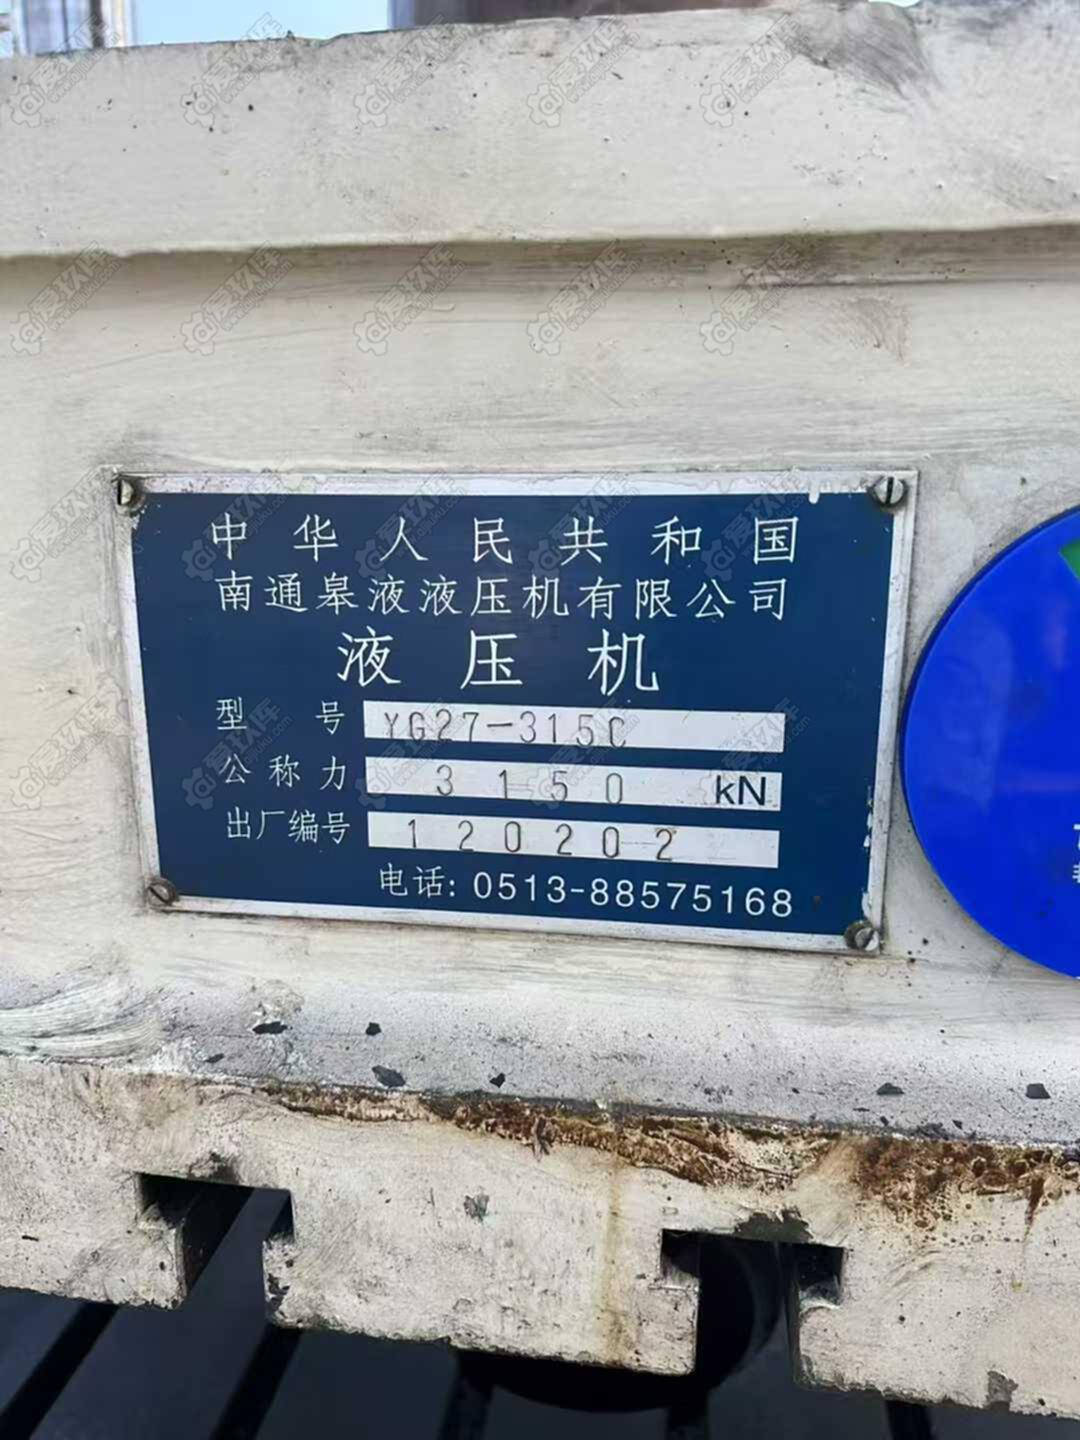 中华人民共和国
南通皋液液压机有限公司
液压机
型号 YG27-315C
公称力 3150 kN
出厂编号 120202
电话: 0513-88575168